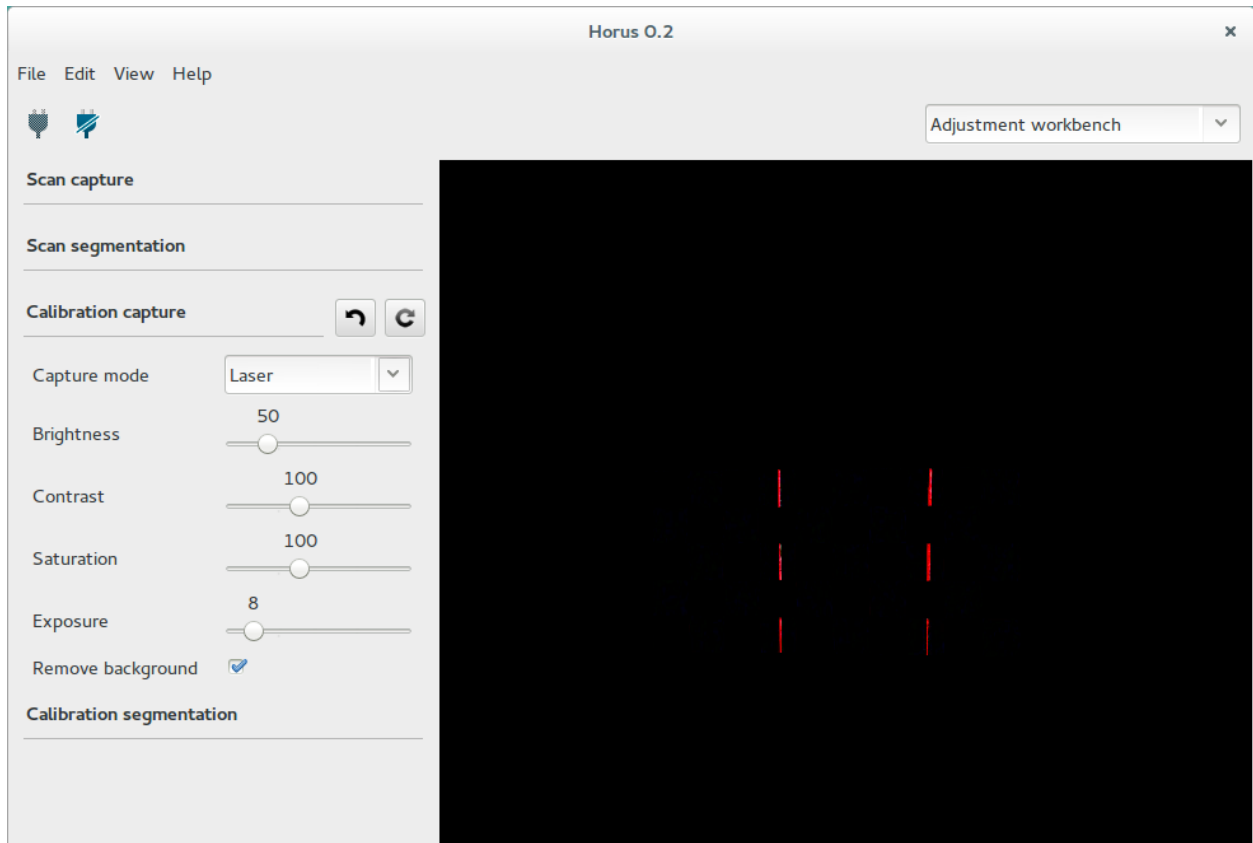 Horus 0.2
File Edit View Help
Adjustment workbench
Scan capture
Scan segmentation
Calibration capture
Capture mode Laser
50
Brightness
100
Contrast
100
Saturation
8
Exposure
Remove background
Calibration segmentation